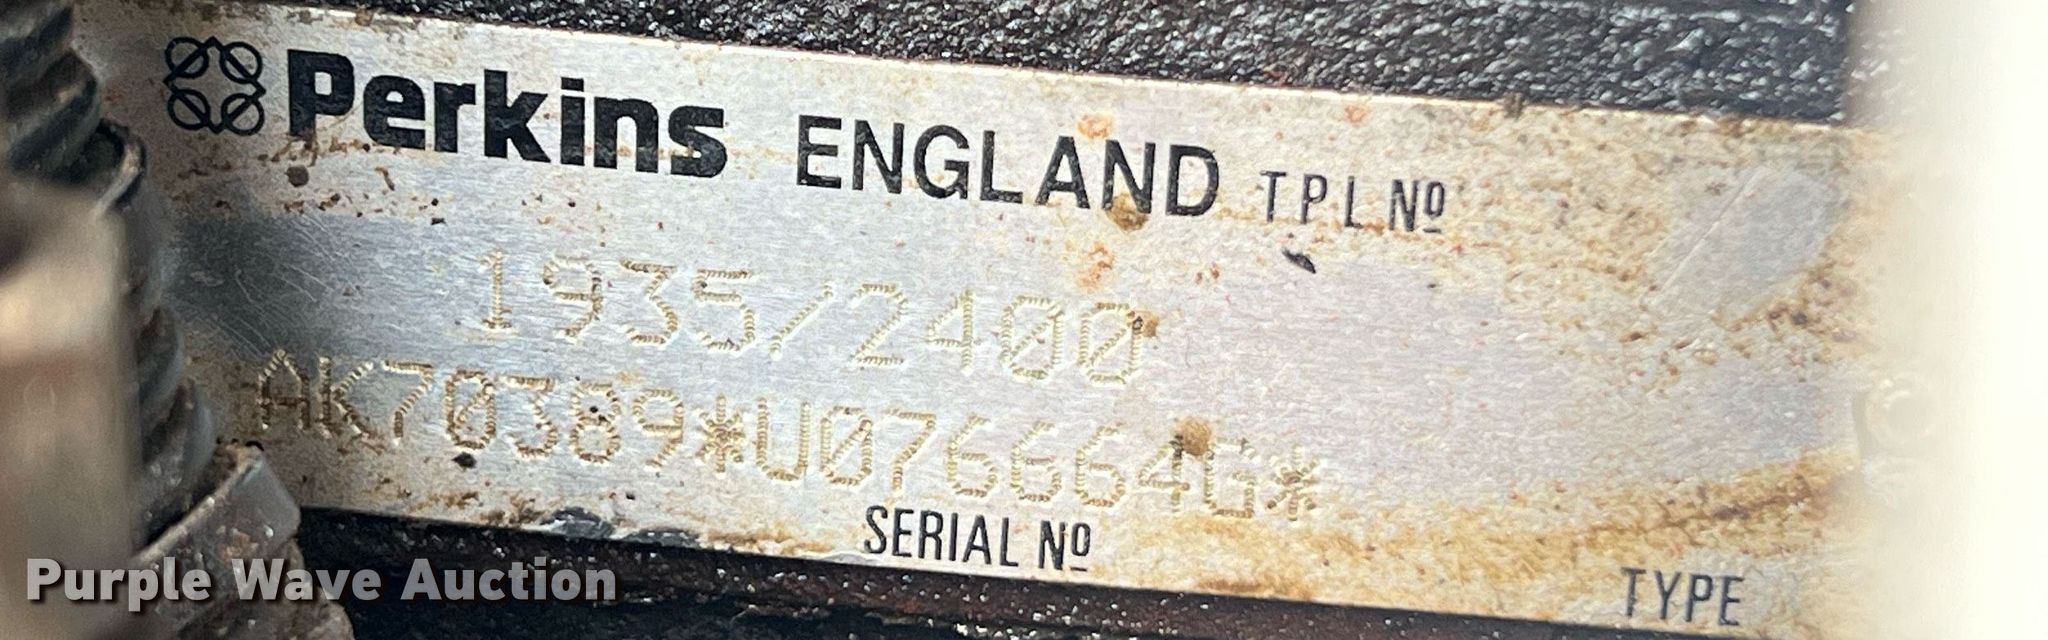 Perkins ENGLAND TPL Nº
1935/2400
AK70389*U076664G*
SERIAL Nº
TYPE
Purple Wave Auction